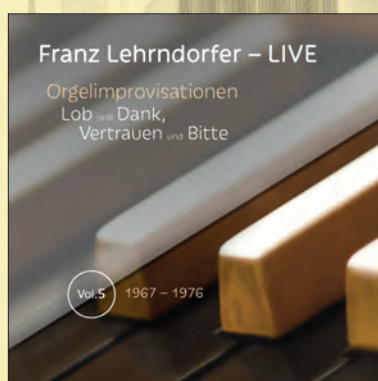 Franz Lehrndorfer – LIVE
Orgelimprovisationen
Lob und Dank,
Vertrauen und Bitte
Vol.5 1967 – 1976